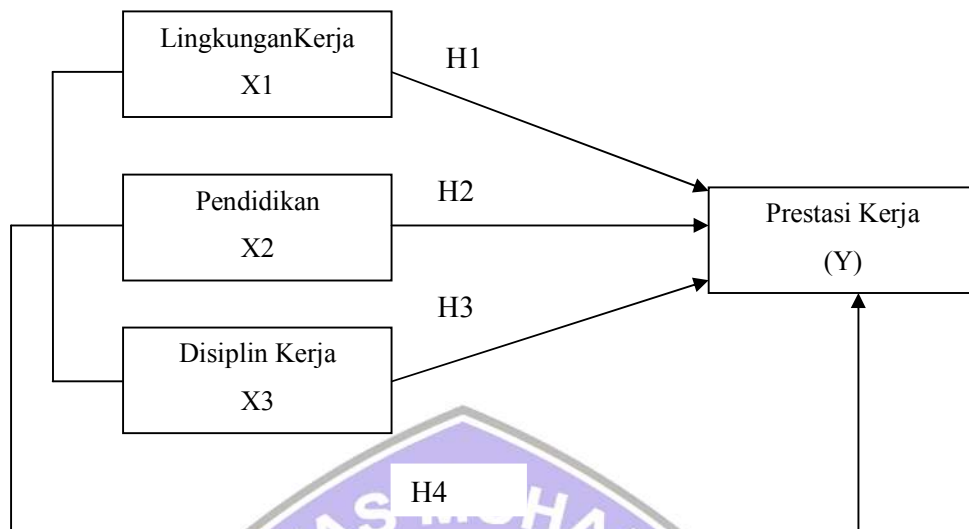 LingkunganKerja
X1
H1
Pendidikan
X2
H2
Prestasi Kerja
(Y)
Disiplin Kerja
X3
H3
H4